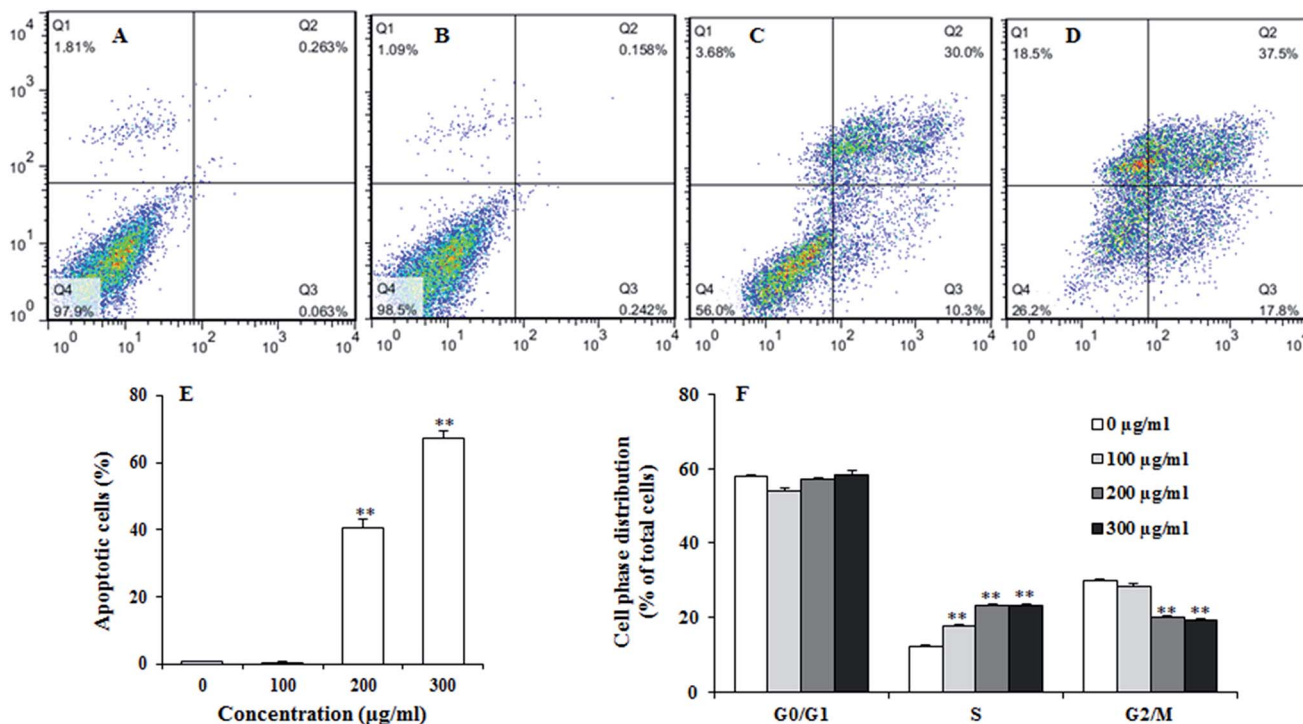 A
Q1
1.81%
Q2
0.263%
Q4
97.9%
Q3
0.063%
10^4
10^3
10^2
10^1
10^0
10^0 10^1 10^2 10^3 10^4
B
Q1
1.09%
Q2
0.158%
Q4
98.5%
Q3
0.242%
10^0 10^1 10^2 10^3 10^4
C
Q1
3.68%
Q2
30.0%
Q4
56.0%
Q3
10.3%
10^0 10^1 10^2 10^3 10^4
D
Q1
18.5%
Q2
37.5%
Q4
26.2%
Q3
17.8%
10^0 10^1 10^2 10^3 10^4
E
Apoptotic cells (%)
80
60
40
20
0
**
**
0 100 200 300
Concentration (µg/ml)
F
Cell phase distribution
(% of total cells)
80
60
40
20
0
0 µg/ml
100 µg/ml
200 µg/ml
300 µg/ml
** ** **
** **
G0/G1 S G2/M